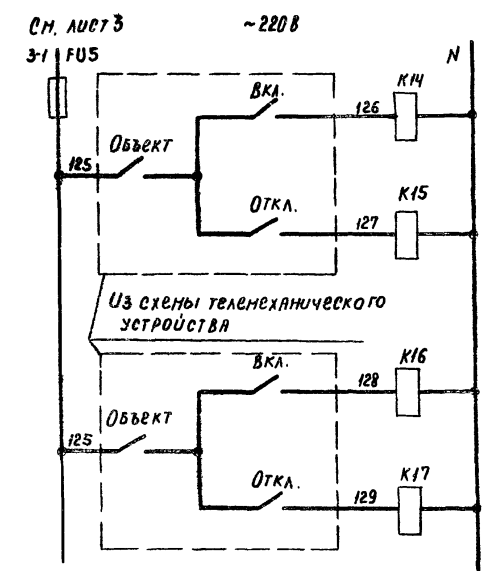 См. лист 3
~220 В
3-1 FU5
N
Вкл.
126
К14
Объект
125
Откл.
127
К15
Из схемы телемеханического
устройства
Вкл.
128
К16
Объект
125
Откл.
129
К17